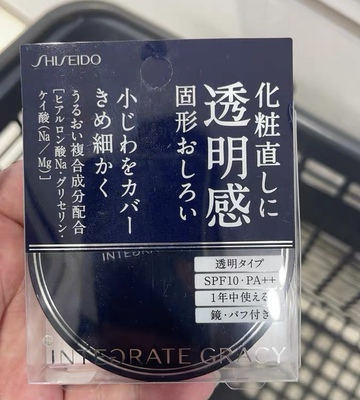 SHISEIDO
化粧直しに
透明感
固形おしろい
小じわをカバー
きめ細かく
うるおい複合成分配合
[ヒアルロン酸Na・グリセリン・
ケイ酸(Na/Mg)]
INTEGRATE
透明タイプ
SPF10・PA++
1年中使える
鏡・パフ付き
INTEGRATE GRACY